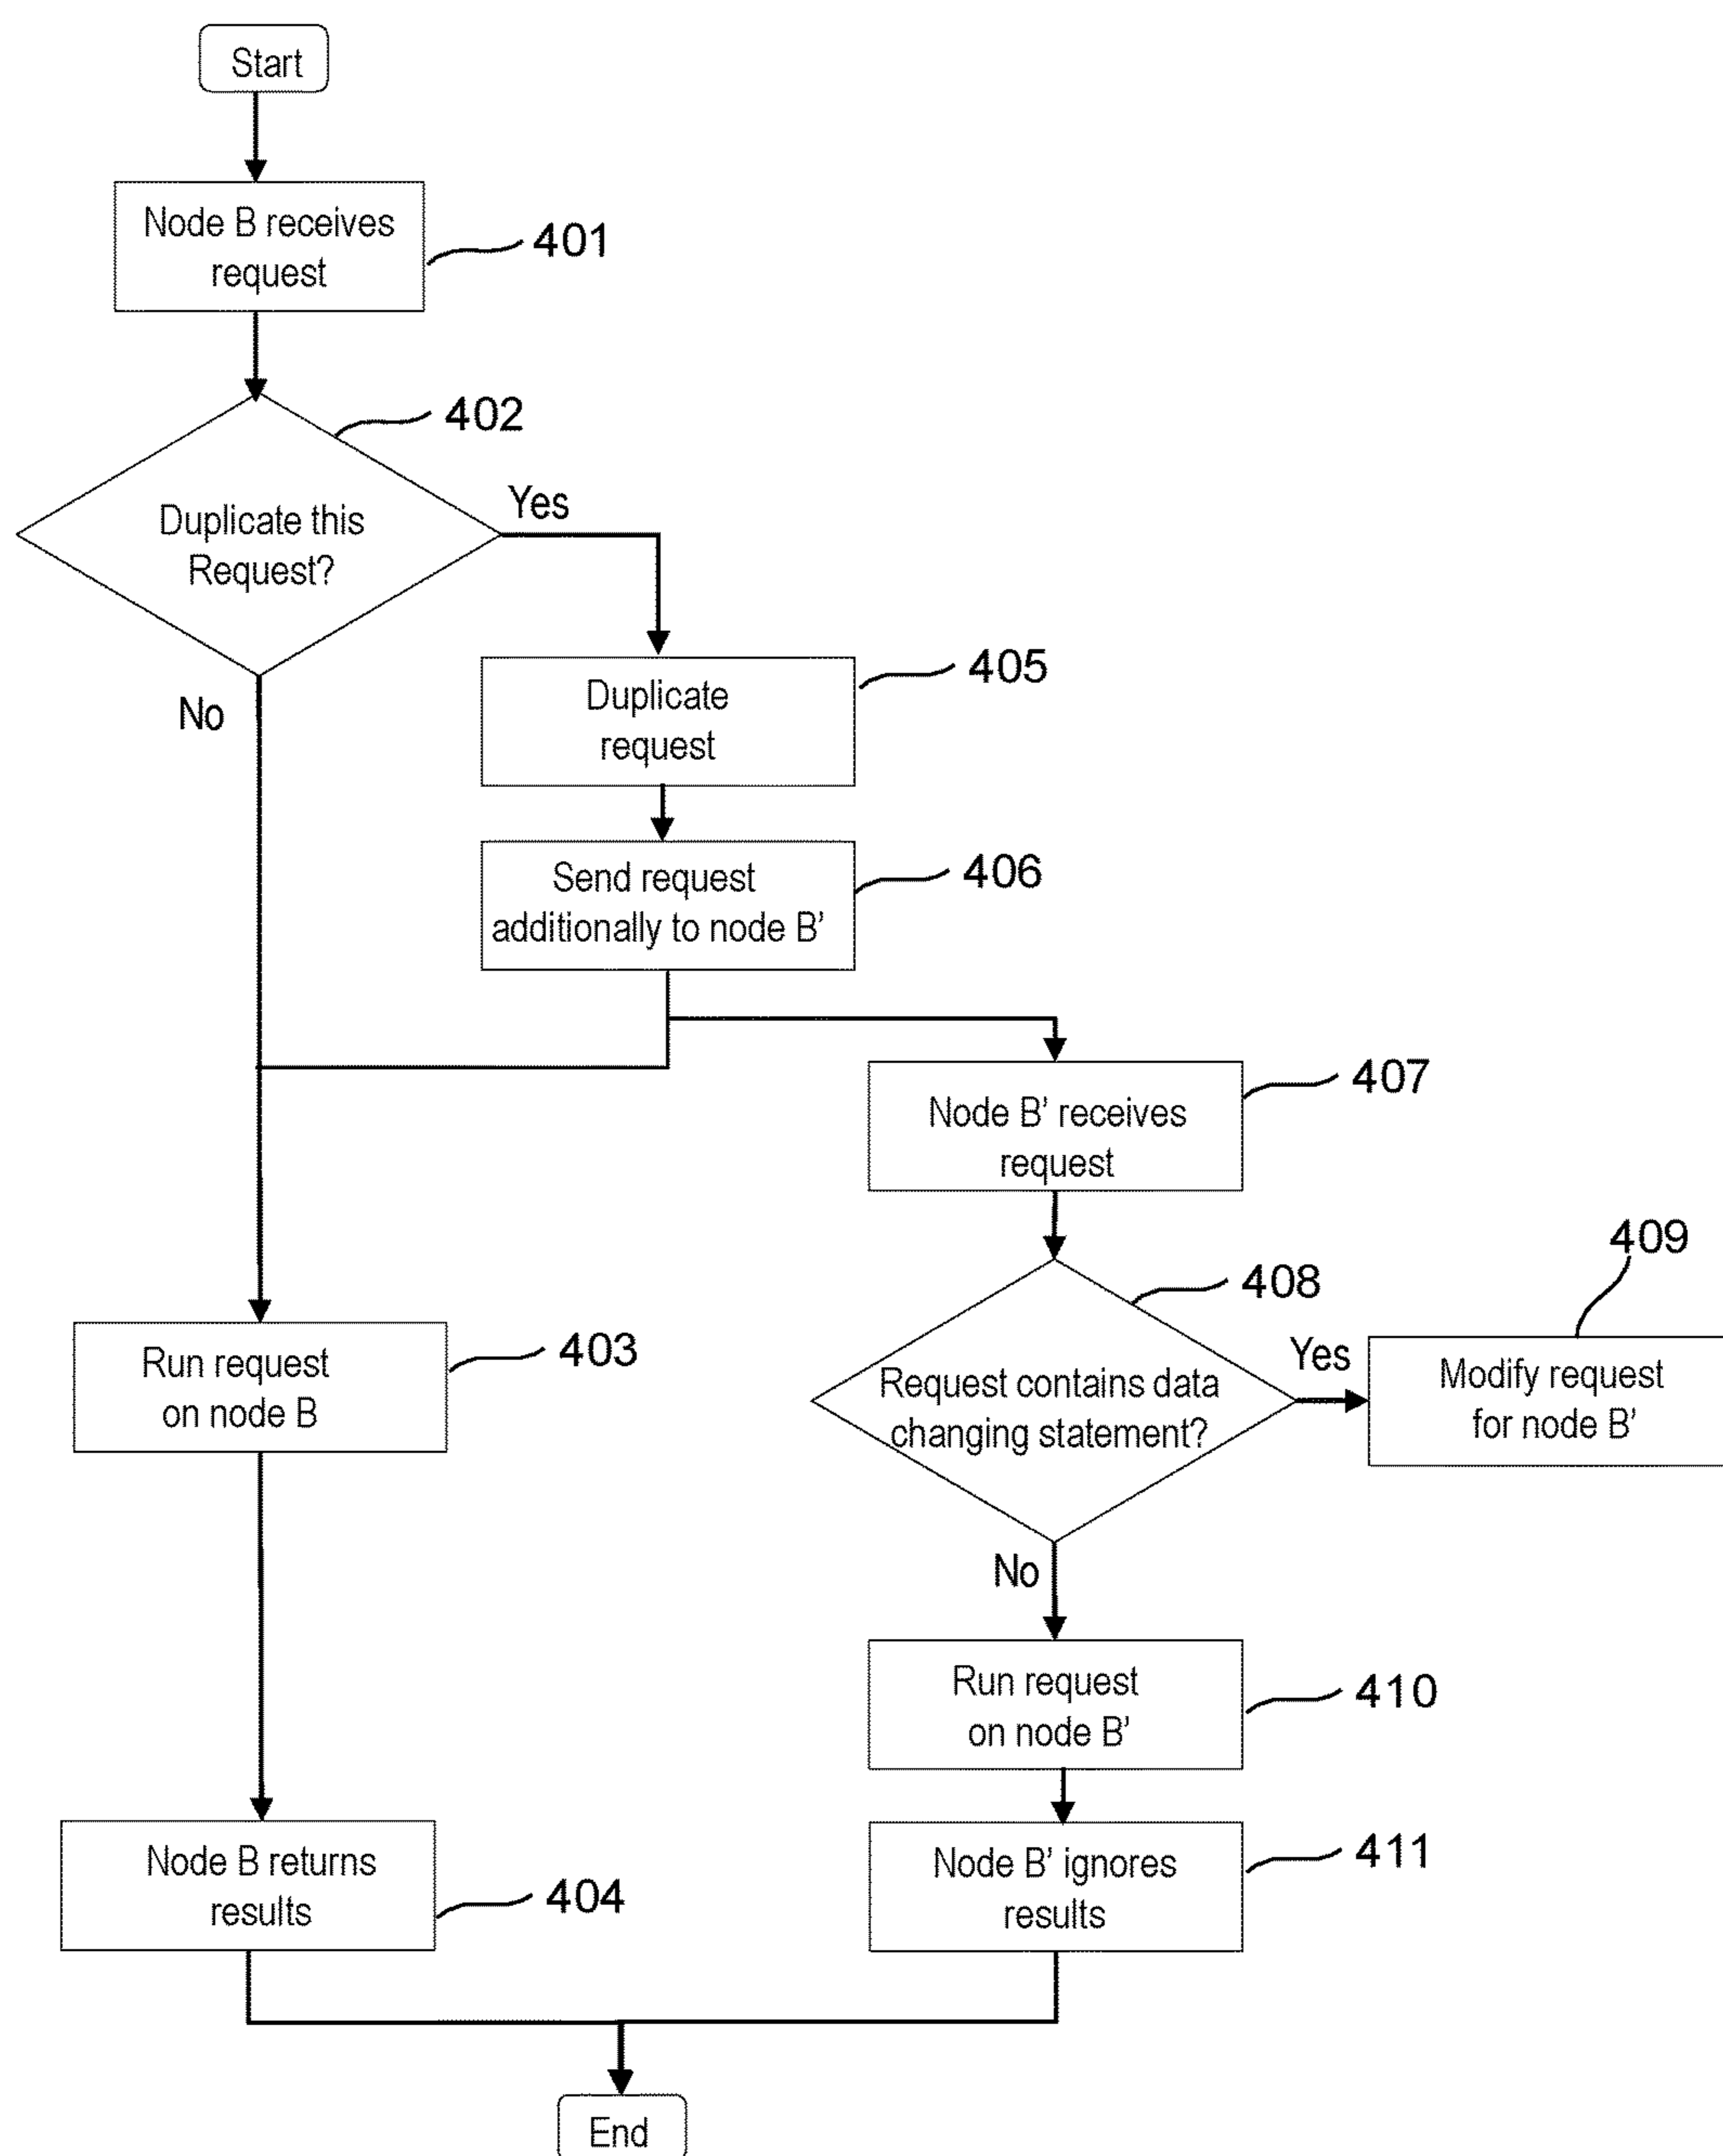 Start
Node B receives
request
401
402
Duplicate this
Request?
Yes
No
405
Duplicate
request
406
Send request
additionally to node B’
407
Node B’ receives
request
408
Request contains data
changing statement?
Yes
409
Modify request
for node B’
403
Run request
on node B
No
410
Run request
on node B’
404
Node B returns
results
411
Node B’ ignores
results
End